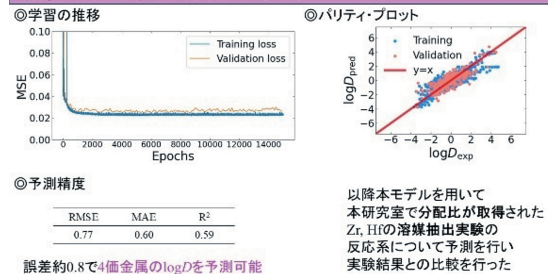 ◎学習の推移
0.10
0.08
0.06
0.04
0.02
0.00
MSE
Training loss
Validation loss
0 2000 4000 6000 8000 10000 12000 14000
Epochs
◎パリティ・プロット
6
4
2
0
−2
−4
−6
logD_pred
Training
Validation
y=x
−6 −4 −2 0 2 4 6
logD_exp
◎予測精度
RMSE MAE R²
0.77 0.60 0.59
誤差約0.8で4価金属のlogDを予測可能
以降本モデルを用いて
本研究室で分配比が取得された
Zr, Hfの溶媒抽出実験の
反応系について予測を行い
実験結果との比較を行った